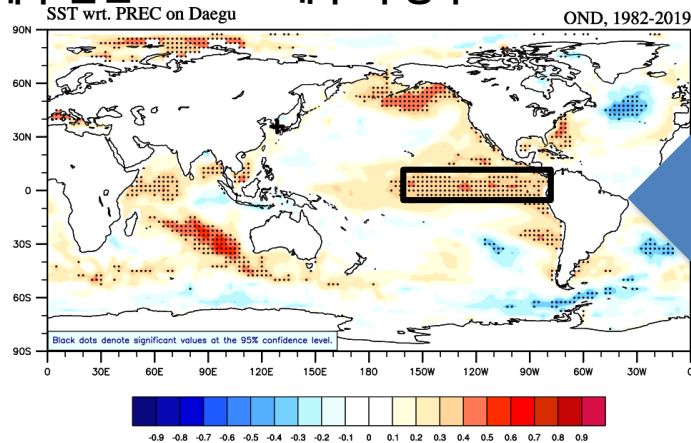 SST wrt. PREC on Daegu
OND, 1982-2019
90N
60N
30N
0
30S
60S
90S
Black dots denote significant values at the 95% confidence level.
0 30E 60E 90E 120E 150E 180 150W 120W 90W 60W 30W 0
-0.9 -0.8 -0.7 -0.6 -0.5 -0.4 -0.3 -0.2 -0.1 0 0.1 0.2 0.3 0.4 0.5 0.6 0.7 0.8 0.9